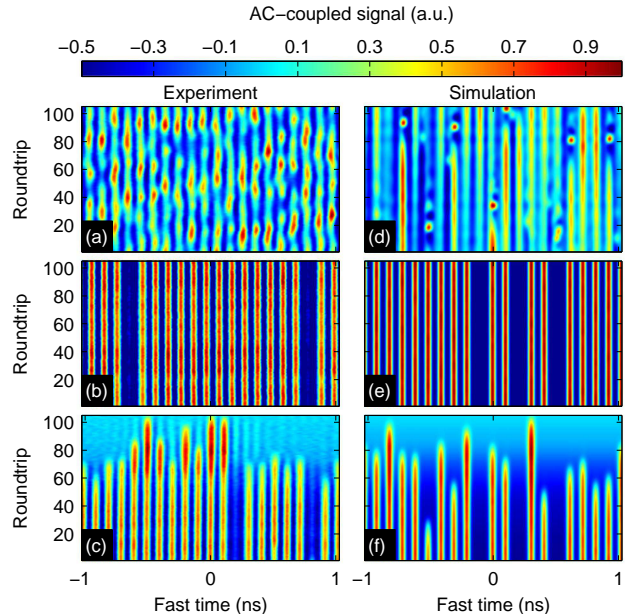 AC−coupled signal (a.u.)
−0.5 −0.3 −0.1 0.1 0.3 0.5 0.7 0.9
Experiment Simulation
Roundtrip
100
80
60
40
20
(a) (d)
Roundtrip
100
80
60
40
20
(b) (e)
Roundtrip
100
80
60
40
20
(c) (f)
−1 0 1 −1 0 1
Fast time (ns) Fast time (ns)